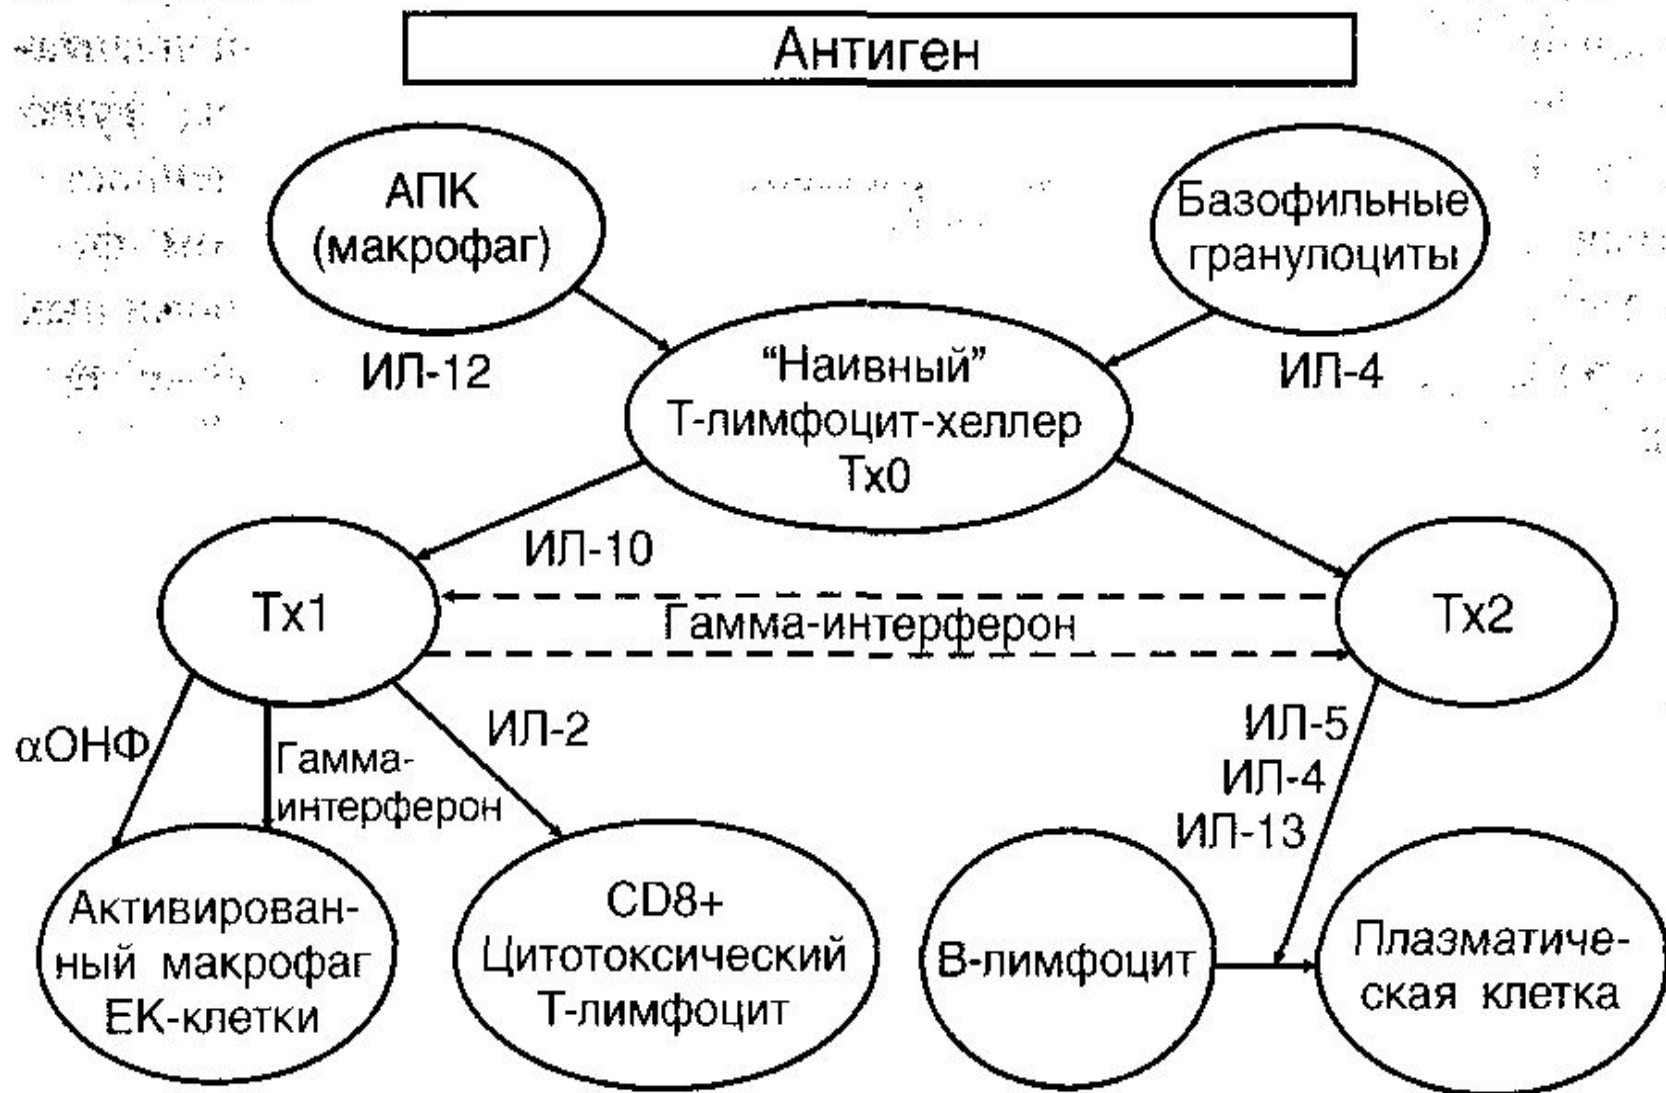 Антиген
АПК
(макрофаг)
Базофильные
гранулоциты
ИЛ-12
ИЛ-4
“Наивный”
Т-лимфоцит-хеллер
Тх0
ИЛ-10
Тх1
Гамма-интерферон
Тх2
αОНФ
Гамма-
интерферон
ИЛ-2
ИЛ-5
ИЛ-4
ИЛ-13
Активирован-
ный макрофаг
ЕК-клетки
CD8+
Цитотоксический
Т-лимфоцит
В-лимфоцит
Плазматиче-
ская клетка